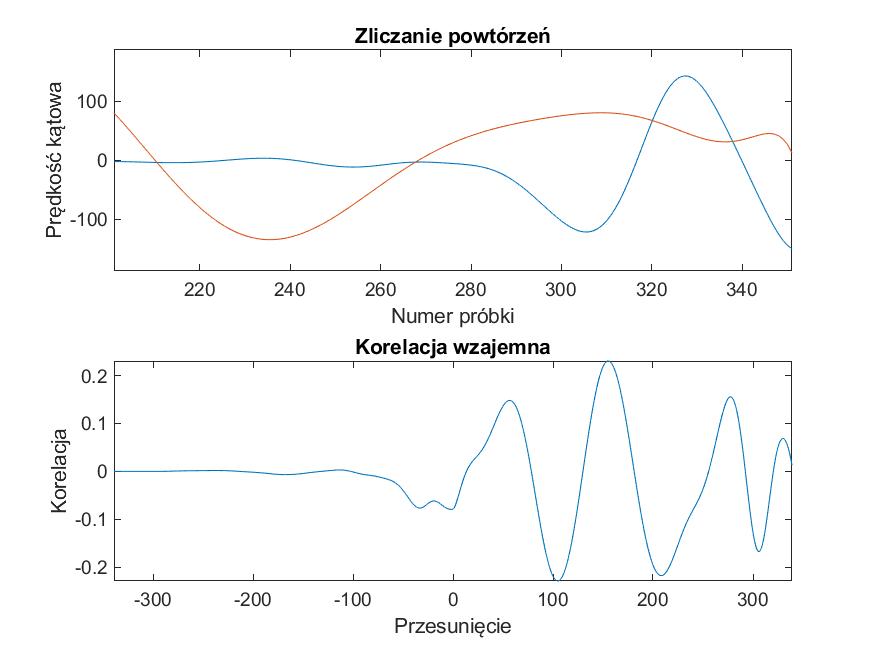 Zliczanie powtórzeń
Prędkość kątowa
100
0
-100
220 240 260 280 300 320 340
Numer próbki
Korelacja wzajemna
Korelacja
0.2
0.1
0
-0.1
-0.2
-300 -200 -100 0 100 200 300
Przesunięcie